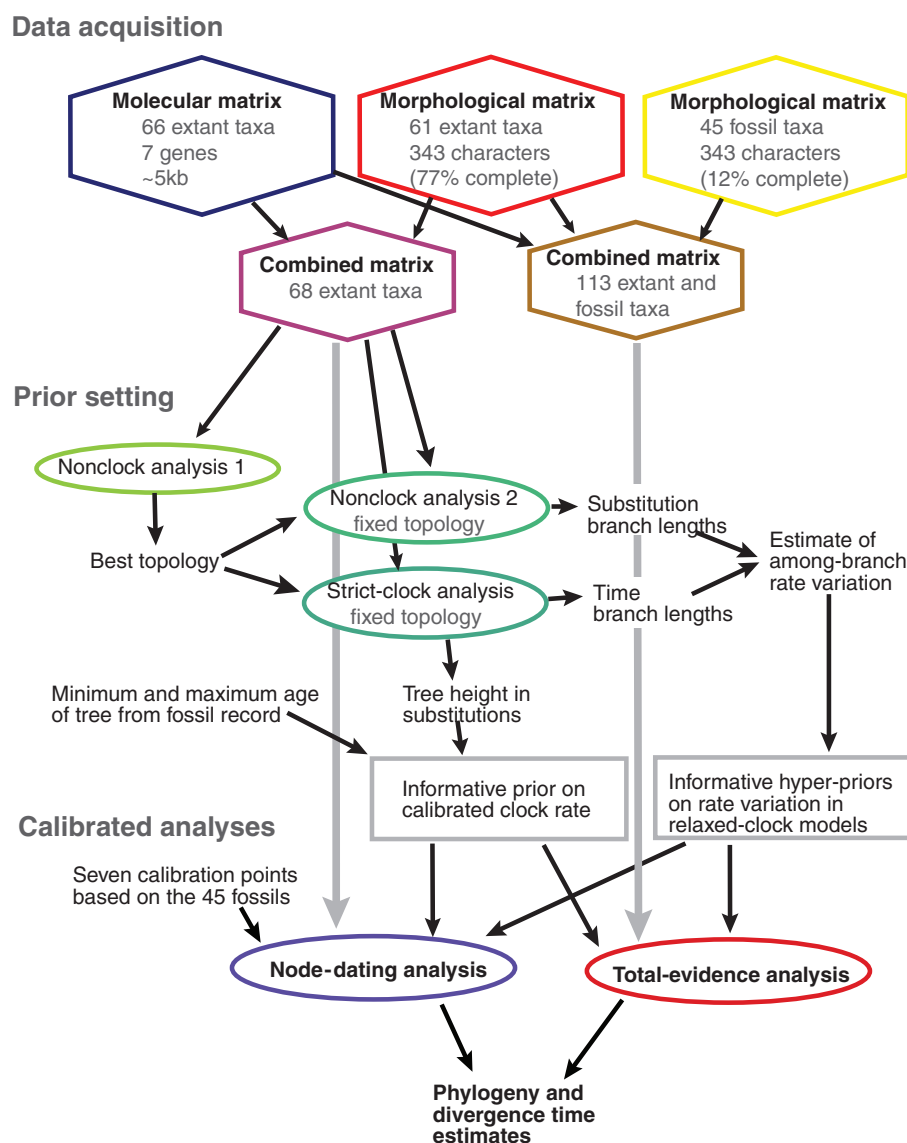 Data acquisition
Molecular matrix
66 extant taxa
7 genes
~5kb
Morphological matrix
61 extant taxa
343 characters
(77% complete)
Morphological matrix
45 fossil taxa
343 characters
(12% complete)
Combined matrix
68 extant taxa
Combined matrix
113 extant and
fossil taxa
Prior setting
Nonclock analysis 1
Best topology
Nonclock analysis 2
fixed topology
Substitution
branch lengths
Estimate of
among-branch
rate variation
Strict-clock analysis
fixed topology
Time
branch lengths
Minimum and maximum age
of tree from fossil record
Tree height in
substitutions
Informative prior on
calibrated clock rate
Informative hyper-priors
on rate variation in
relaxed-clock models
Calibrated analyses
Seven calibration points
based on the 45 fossils
Node-dating analysis
Total-evidence analysis
Phylogeny and
divergence time
estimates